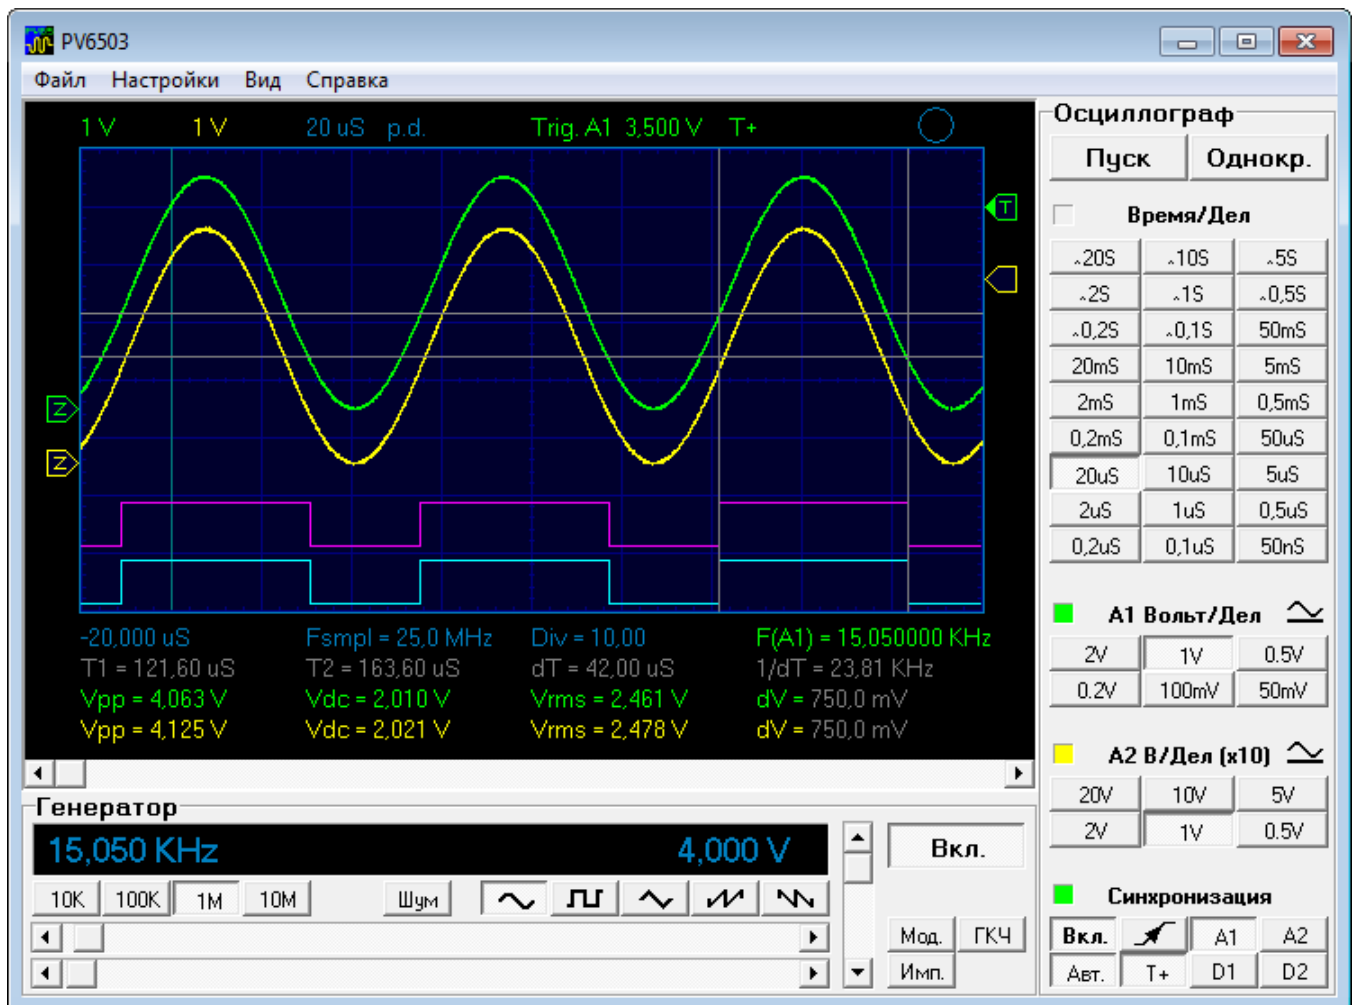 PV6503
Файл Настройки Вид Справка
1 V 1 V 20 uS p.d. Trig. A1 3,500 V T+
T
Z
Z
-20,000 uS Fsmpl = 25,0 MHz Div = 10,00 F(A1) = 15,050000 KHz
T1 = 121,60 uS T2 = 163,60 uS dT = 42,00 uS 1/dT = 23,81 KHz
Vpp = 4,063 V Vdc = 2,010 V Vrms = 2,461 V dV = 750,0 mV
Vpp = 4,125 V Vdc = 2,021 V Vrms = 2,478 V dV = 750,0 mV
Генератор
15,050 KHz 4,000 V
Вкл.
10K 100K 1M 10M Шум
Мод. ГКЧ
Имп.
Осциллограф
Пуск Однокр.
Время/Дел
^20S ^10S ^5S
^2S ^1S ^0,5S
^0,2S ^0,1S 50mS
20mS 10mS 5mS
2mS 1mS 0,5mS
0,2mS 0,1mS 50uS
20uS 10uS 5uS
2uS 1uS 0,5uS
0,2uS 0,1uS 50nS
A1 Вольт/Дел
2V 1V 0.5V
0.2V 100mV 50mV
A2 В/Дел (x10)
20V 10V 5V
2V 1V 0.5V
Синхронизация
Вкл. A1 A2
Авт. T+ D1 D2